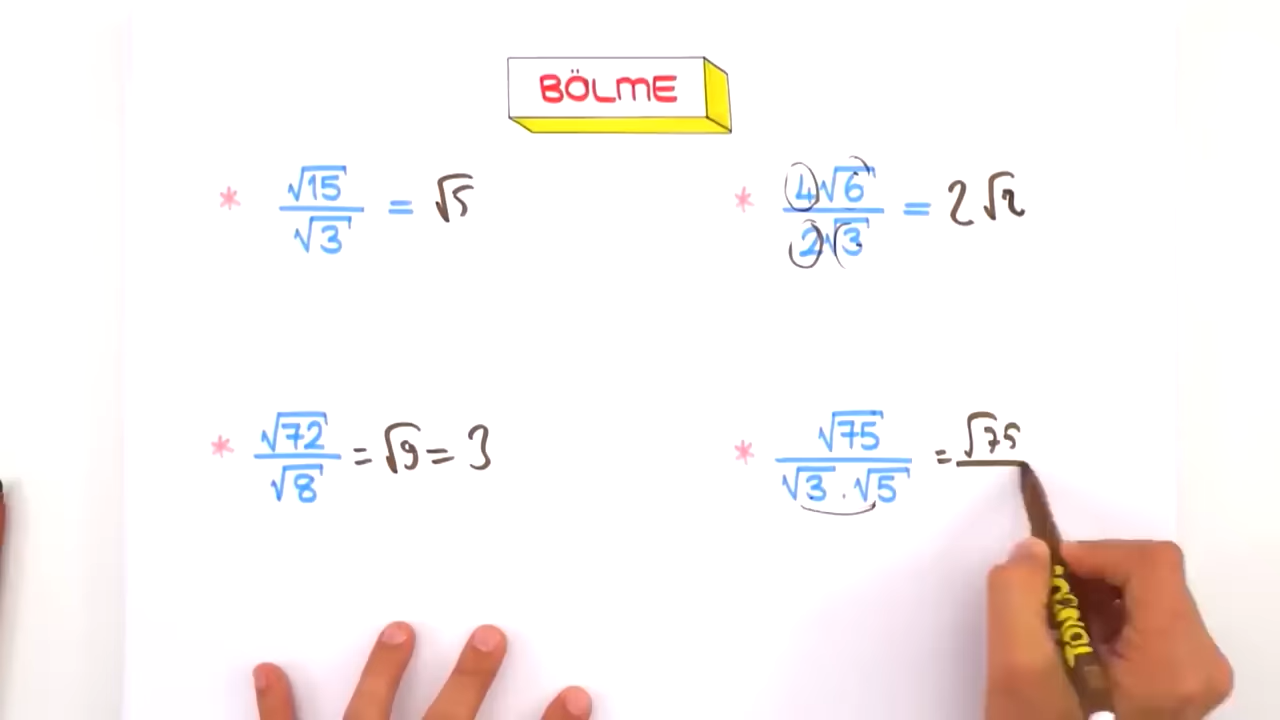 BÖLME
* √15/√3 = √5
* 4√6/2√3 = 2√2
* √72/√8 = √9 = 3
* √75/√3 . √5 = √75